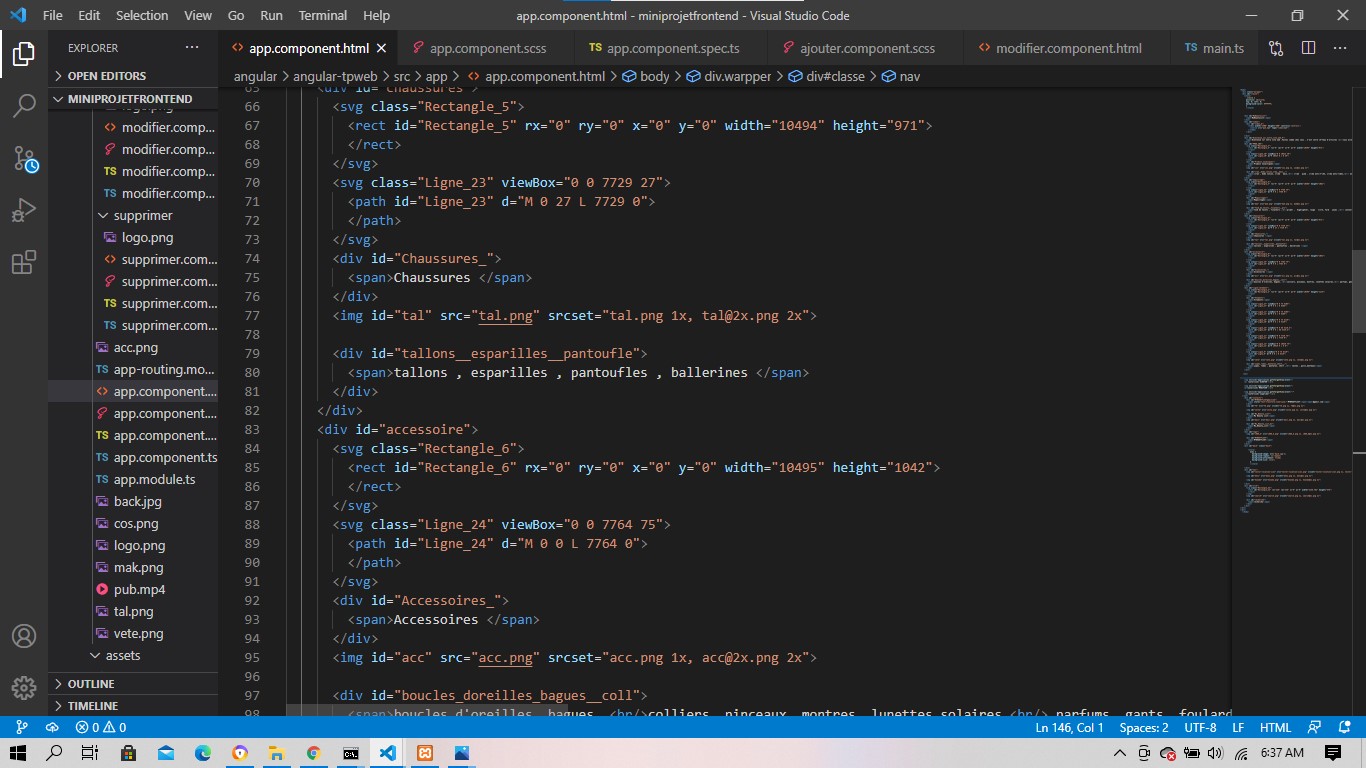 File Edit Selection View Go Run Terminal Help
app.component.html - miniprojetfrontend - Visual Studio Code
EXPLORER ...
OPEN EDITORS
MINIPROJETFRONTEND
logo.png
modifier.comp...
modifier.comp...
TS modifier.comp...
TS modifier.comp...
supprimer
logo.png
supprimer.com...
supprimer.com...
TS supprimer.com...
TS supprimer.com...
acc.png
TS app-routing.mo...
app.component....
app.component....
TS app.component....
TS app.component.ts
TS app.module.ts
back.jpg
cos.png
logo.png
mak.png
pub.mp4
tal.png
vete.png
assets
OUTLINE
TIMELINE
app.component.html
app.component.scss
TS app.component.spec.ts
ajouter.component.scss
modifier.component.html
TS main.ts
angular > angular-tpweb > src > app > app.component.html > body > div.warpper > div#classe > nav
65 <div id="chaussures">
66 <svg class="Rectangle_5">
67 <rect id="Rectangle_5" rx="0" ry="0" x="0" y="0" width="10494" height="971">
68 </rect>
69 </svg>
70 <svg class="Ligne_23" viewBox="0 0 7729 27">
71 <path id="Ligne_23" d="M 0 27 L 7729 0">
72 </path>
73 </svg>
74 <div id="Chaussures_">
75 <span>Chaussures </span>
76 </div>
77 <img id="tal" src="tal.png" srcset="tal.png 1x, tal@2x.png 2x">
78
79 <div id="tallons__esparilles__pantoufle">
80 <span>tallons , esparilles , pantoufles , ballerines </span>
81 </div>
82 </div>
83 <div id="accessoire">
84 <svg class="Rectangle_6">
85 <rect id="Rectangle_6" rx="0" ry="0" x="0" y="0" width="10495" height="1042">
86 </rect>
87 </svg>
88 <svg class="Ligne_24" viewBox="0 0 7764 75">
89 <path id="Ligne_24" d="M 0 0 L 7764 0">
90 </path>
91 </svg>
92 <div id="Accessoires_">
93 <span>Accessoires </span>
94 </div>
95 <img id="acc" src="acc.png" srcset="acc.png 1x, acc@2x.png 2x">
96
97 <div id="boucles_doreilles_bagues__coll">
98 <span>boucles d'oreilles, bagues, <br/>colliers, pinceaux, montres, lunettes solaires,<br/> parfums, gants, foulard
0 0
Ln 146, Col 1 Spaces: 2 UTF-8 LF HTML
6:37 AM